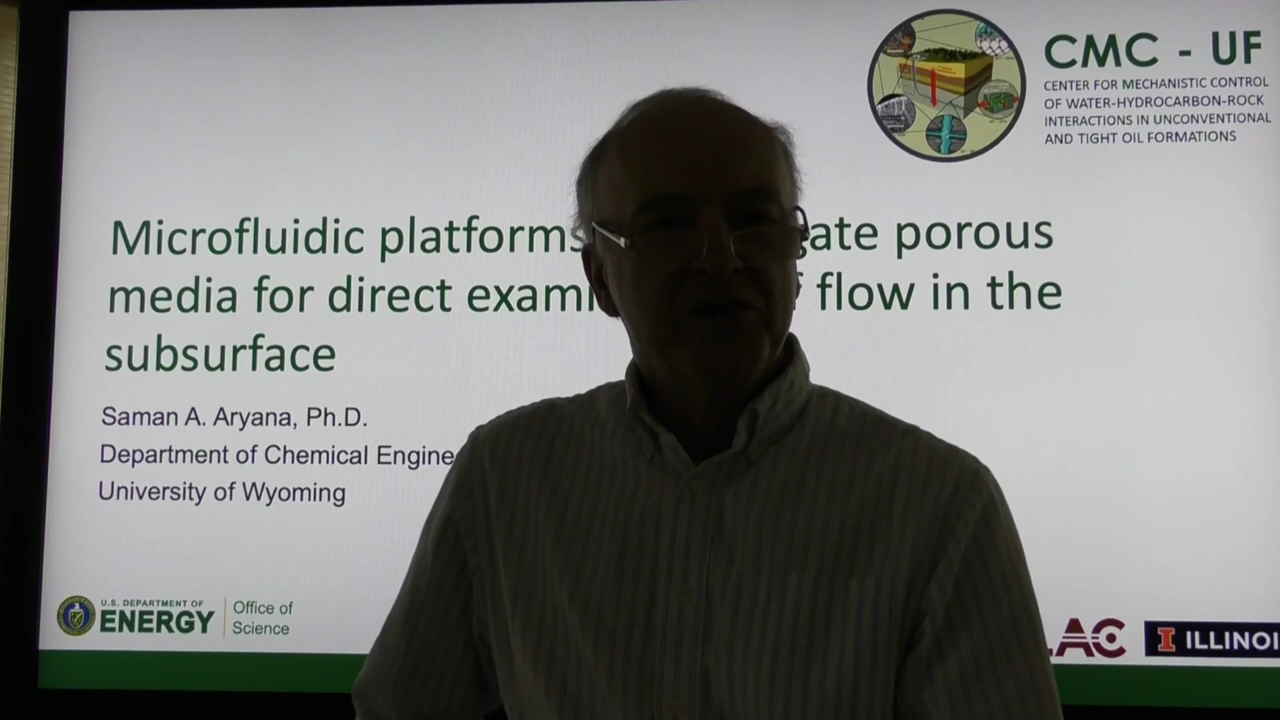 CMC - UF
CENTER FOR MECHANISTIC CONTROL
OF WATER-HYDROCARBON-ROCK
INTERACTIONS IN UNCONVENTIONAL
AND TIGHT OIL FORMATIONS
Microfluidic platforms ate porous
media for direct exami flow in the
subsurface
Saman A. Aryana, Ph.D.
Department of Chemical Engine
University of Wyoming
U.S. DEPARTMENT OF
ENERGY
Office of
Science
LAC
ILLINOI